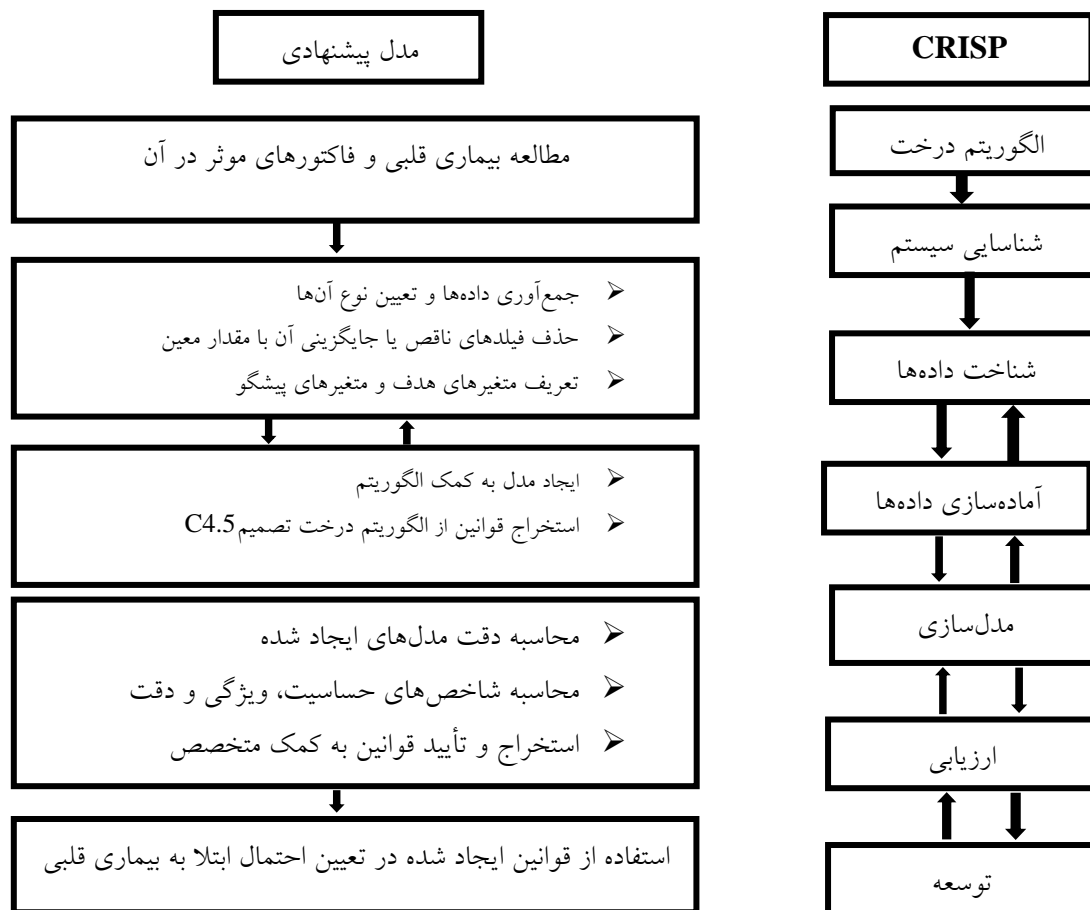 CRISP
الگوریتم درخت
شناسایی سیستم
شناخت داده‌ها
آماده‌سازی داده‌ها
مدل‌سازی
ارزیابی
توسعه
مدل پیشنهادی
مطالعه بیماری قلبی و فاکتورهای موثر در آن
جمع‌آوری داده‌ها و تعیین نوع آن‌ها
حذف فیلدهای ناقص یا جایگزینی آن با مقدار معین
تعریف متغیرهای هدف و متغیرهای پیشگو
ایجاد مدل به کمک الگوریتم
استخراج قوانین از الگوریتم درخت تصمیم C4.5
محاسبه دقت مدل‌های ایجاد شده
محاسبه شاخص‌های حساسیت، ویژگی و دقت
استخراج و تأیید قوانین به کمک متخصص
استفاده از قوانین ایجاد شده در تعیین احتمال ابتلا به بیماری قلبی